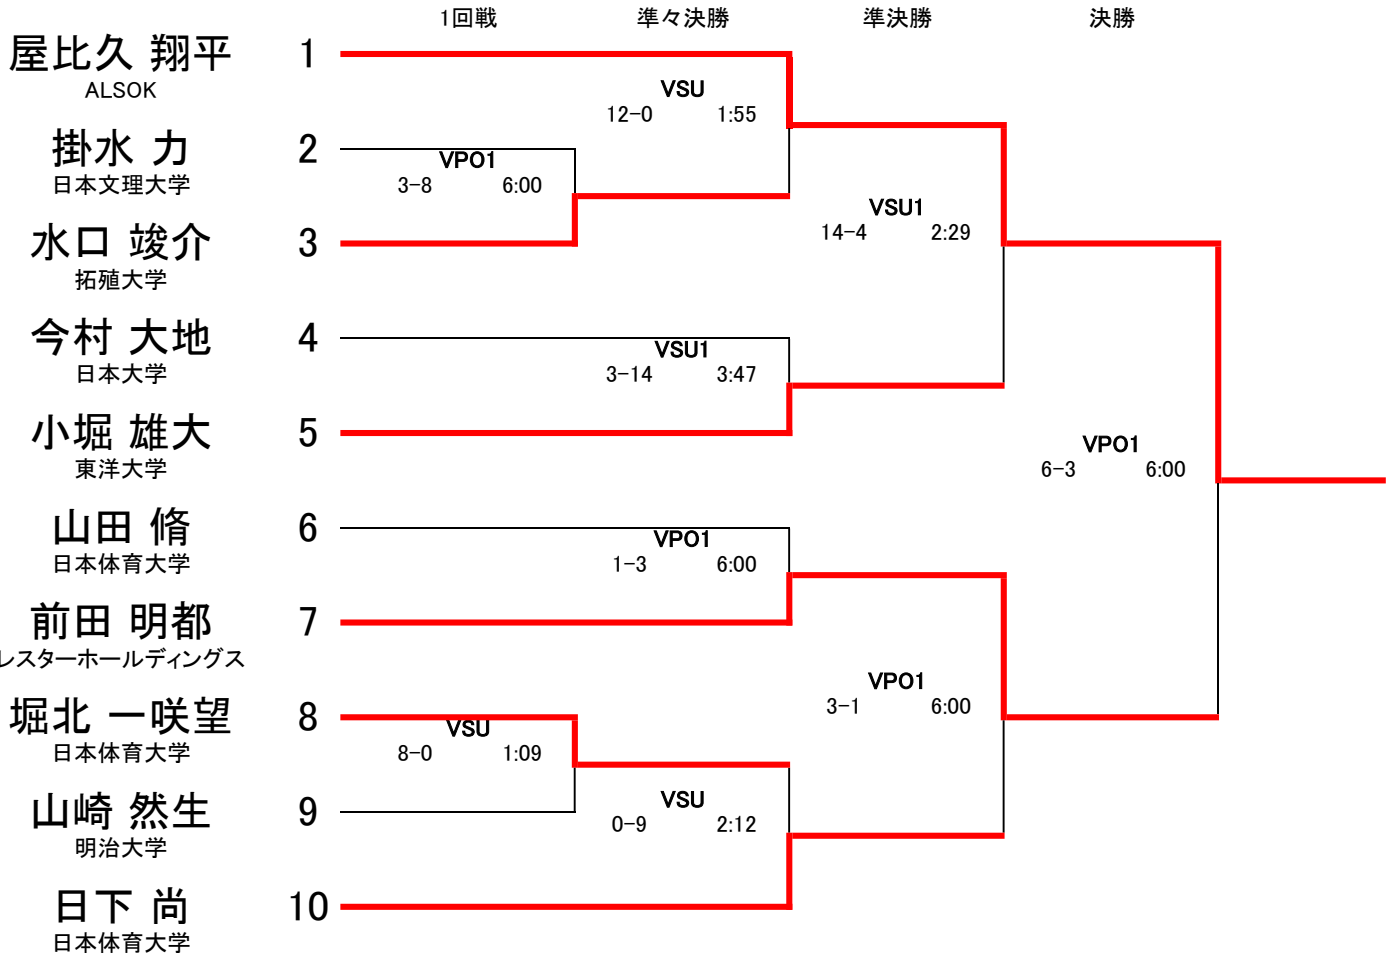 1回戦 準々決勝 準決勝 決勝
屋比久 翔平 1
ALSOK
VSU
12-0 1:55
掛水 力 2
日本文理大学
VPO1
3-8 6:00
水口 竣介 3
拓殖大学
VSU1
14-4 2:29
今村 大地 4
日本大学
VSU1
3-14 3:47
小堀 雄大 5
東洋大学
VPO1
6-3 6:00
山田 脩 6
日本体育大学
VPO1
1-3 6:00
前田 明都 7
レスターホールディングス
VPO1
3-1 6:00
堀北 一咲望 8
日本体育大学
VSU
8-0 1:09
山崎 然生 9
明治大学
VSU
0-9 2:12
日下 尚 10
日本体育大学